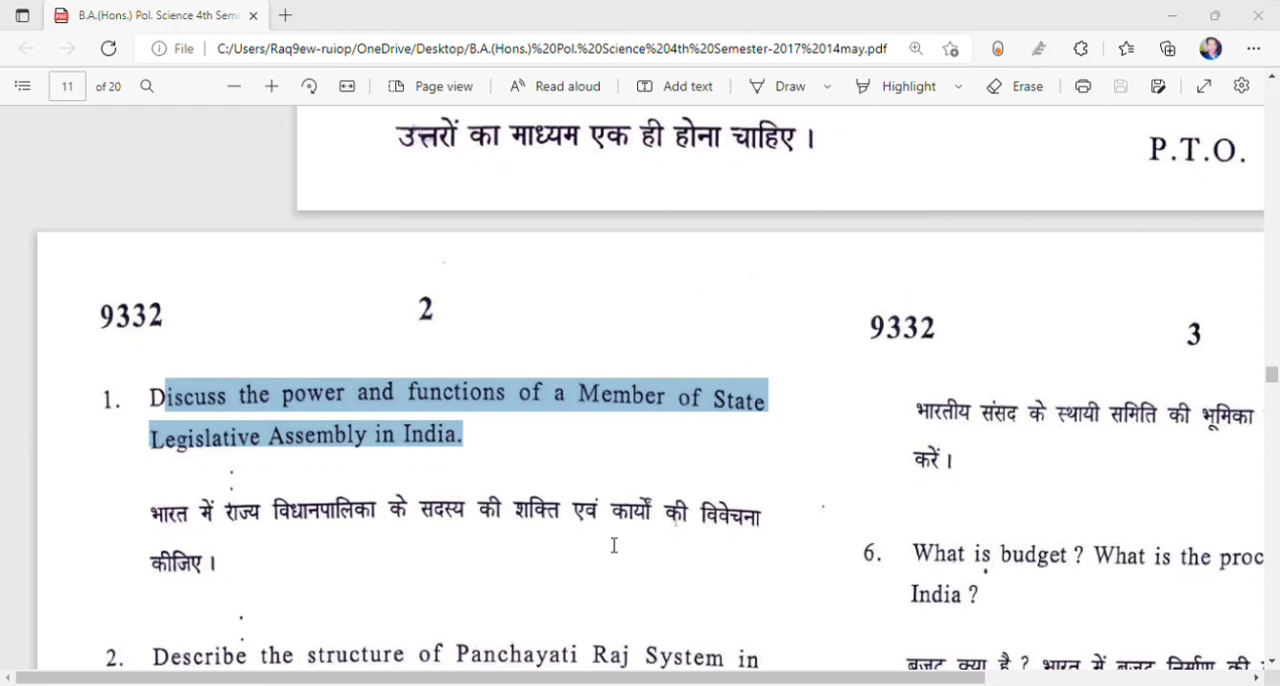 B.A.(Hons.) Pol. Science 4th Sem
File
C:/Users/Raq9ew-ruiop/OneDrive/Desktop/B.A.(Hons.)%20Pol.%20Science%204th%20Semester-2017%2014may.pdf
11 of 20
Page view
Read aloud
Add text
Draw
Highlight
Erase
उत्तरों का माध्यम एक ही होना चाहिए।
P.T.O.
9332 2
1. Discuss the power and functions of a Member of State
Legislative Assembly in India.
भारत में राज्य विधानपालिका के सदस्य की शक्ति एवं कार्यों की विवेचना
कीजिए।
2. Describe the structure of Panchayati Raj System in
9332 3
भारतीय संसद के स्थायी समिति की भूमिका
करें।
6. What is budget ? What is the proc
India ?
बजट क्या है ? भारत में बजट निर्माण की